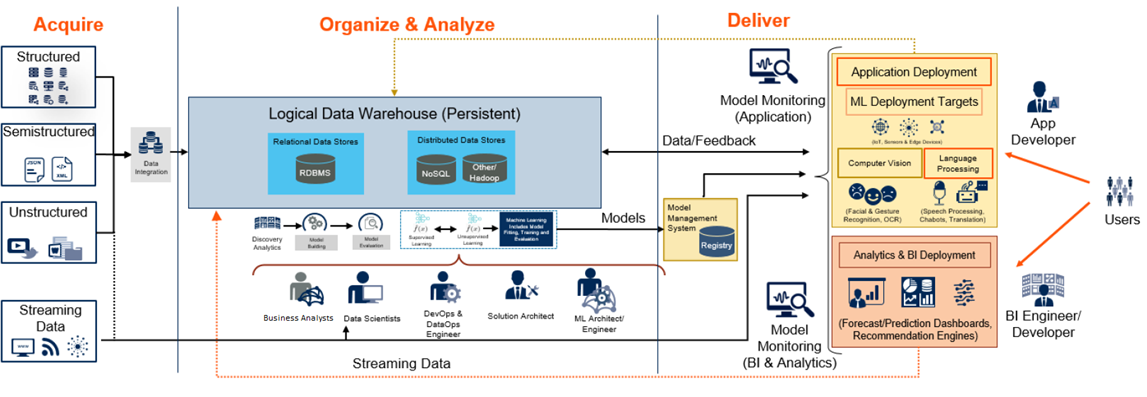 Acquire
Organize & Analyze
Deliver
Structured
Semistructured
JSON
XML
Unstructured
Streaming
Data
www
Data
Integration
Logical Data Warehouse (Persistent)
Relational Data Stores
RDBMS
Distributed Data Stores
NoSQL
Other/
Hadoop
Discovery
Analytics
Model
Building
Model
Evaluation
f(x)
Supervised
Learning
f(x)
Unsupervised
Learning
Machine Learning
Includes Model
Fitting, Training and
Evaluation
Business Analysts
Data Scientists
DevOps &
DataOps
Engineer
Solution Architect
ML Architect/
Engineer
Streaming Data
Data/Feedback
Models
Model
Management
System
Registry
Model Monitoring
(Application)
Model
Monitoring
(BI & Analytics)
Application Deployment
ML Deployment Targets
(IoT, Sensors & Edge Devices)
Computer Vision
Language
Processing
(Facial & Gesture
Recognition, OCR)
(Speech Processing,
Chatbots, Translation)
Analytics & BI Deployment
(Forecast/Prediction Dashboards,
Recommendation Engines)
App
Developer
BI Engineer/
Developer
Users